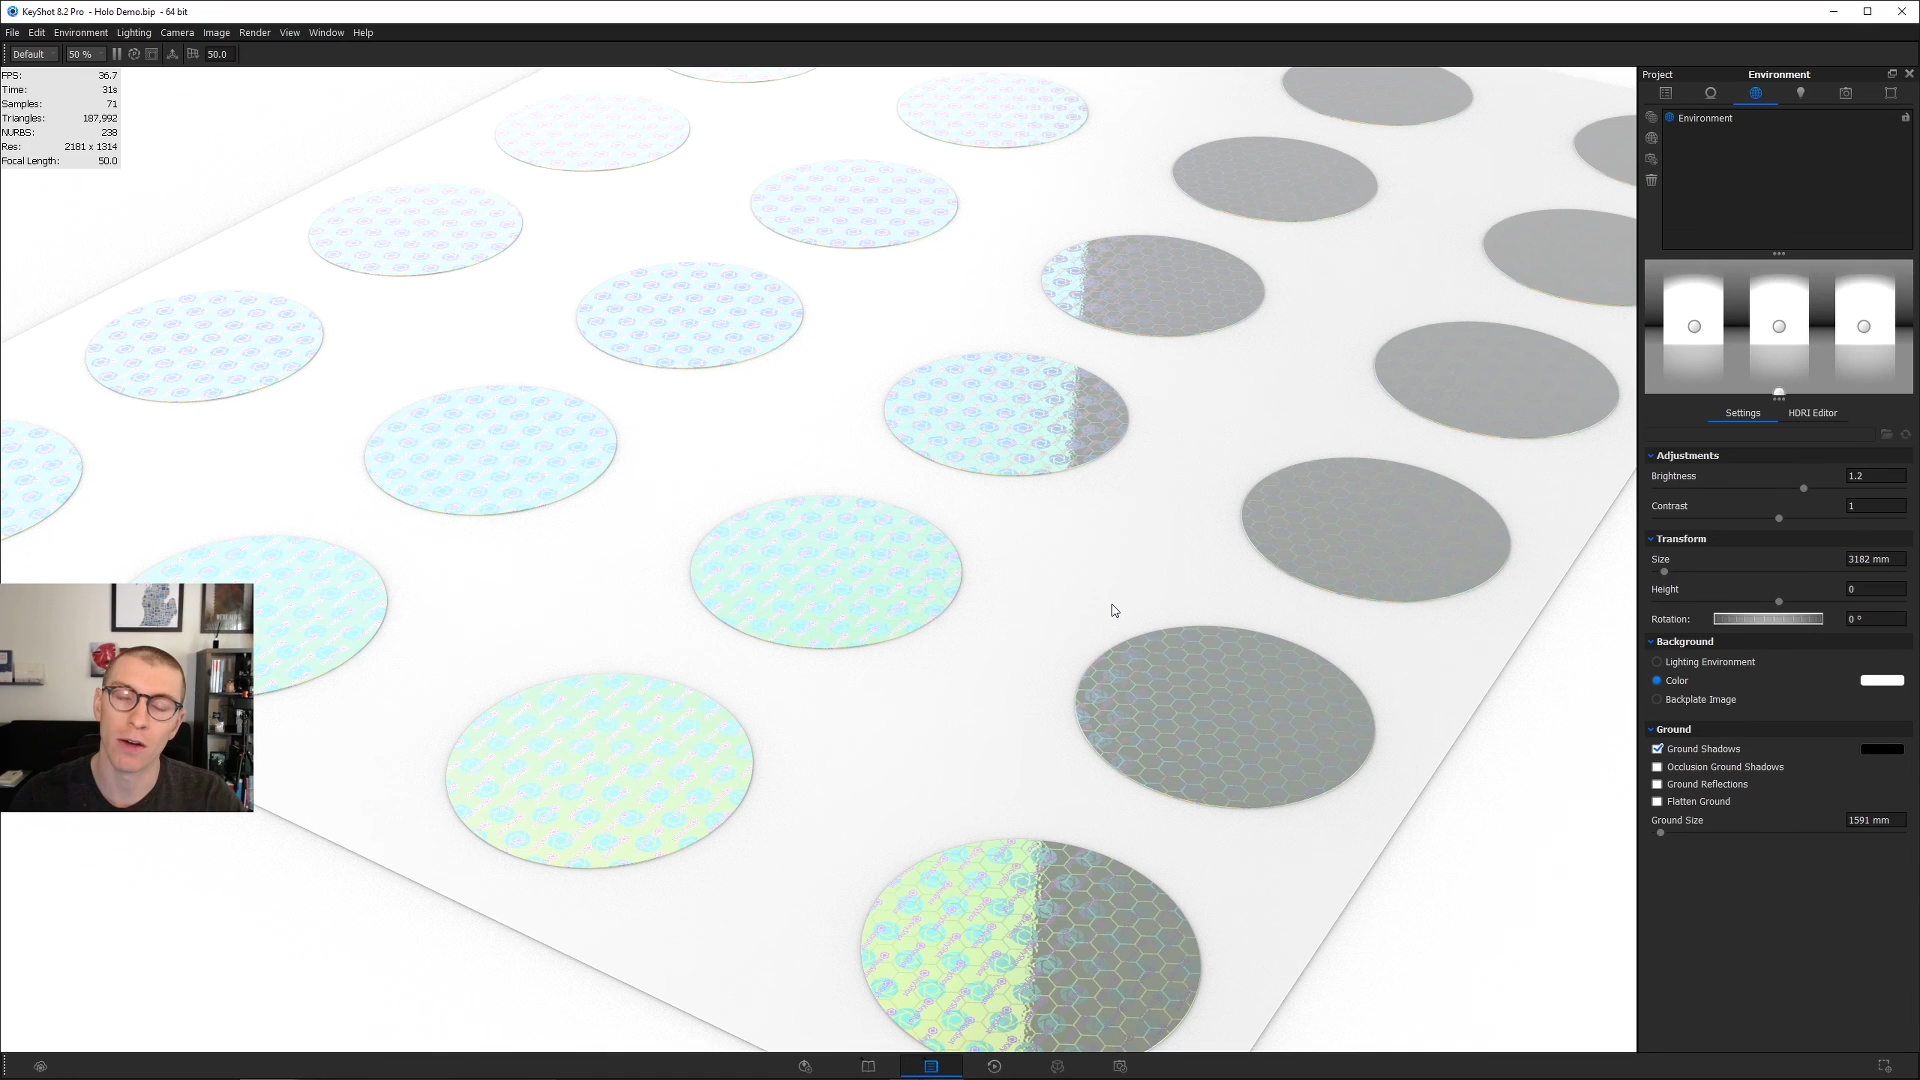 KeyShot 8.2 Pro - Holo Demo.bip - 64 bit
File Edit Environment Lighting Camera Image Render View Window Help
Default 50 % 50.0
FPS: 36.7
Time: 31s
Samples: 71
Triangles: 187,992
NURBS: 238
Res: 2181 x 1314
Focal Length: 50.0
Project Environment
Environment
Settings HDRI Editor
Adjustments
Brightness 1.2
Contrast 1
Transform
Size 3182 mm
Height 0
Rotation: 0 °
Background
Lighting Environment
Color
Backplate Image
Ground
Ground Shadows
Occlusion Ground Shadows
Ground Reflections
Flatten Ground
Ground Size 1591 mm